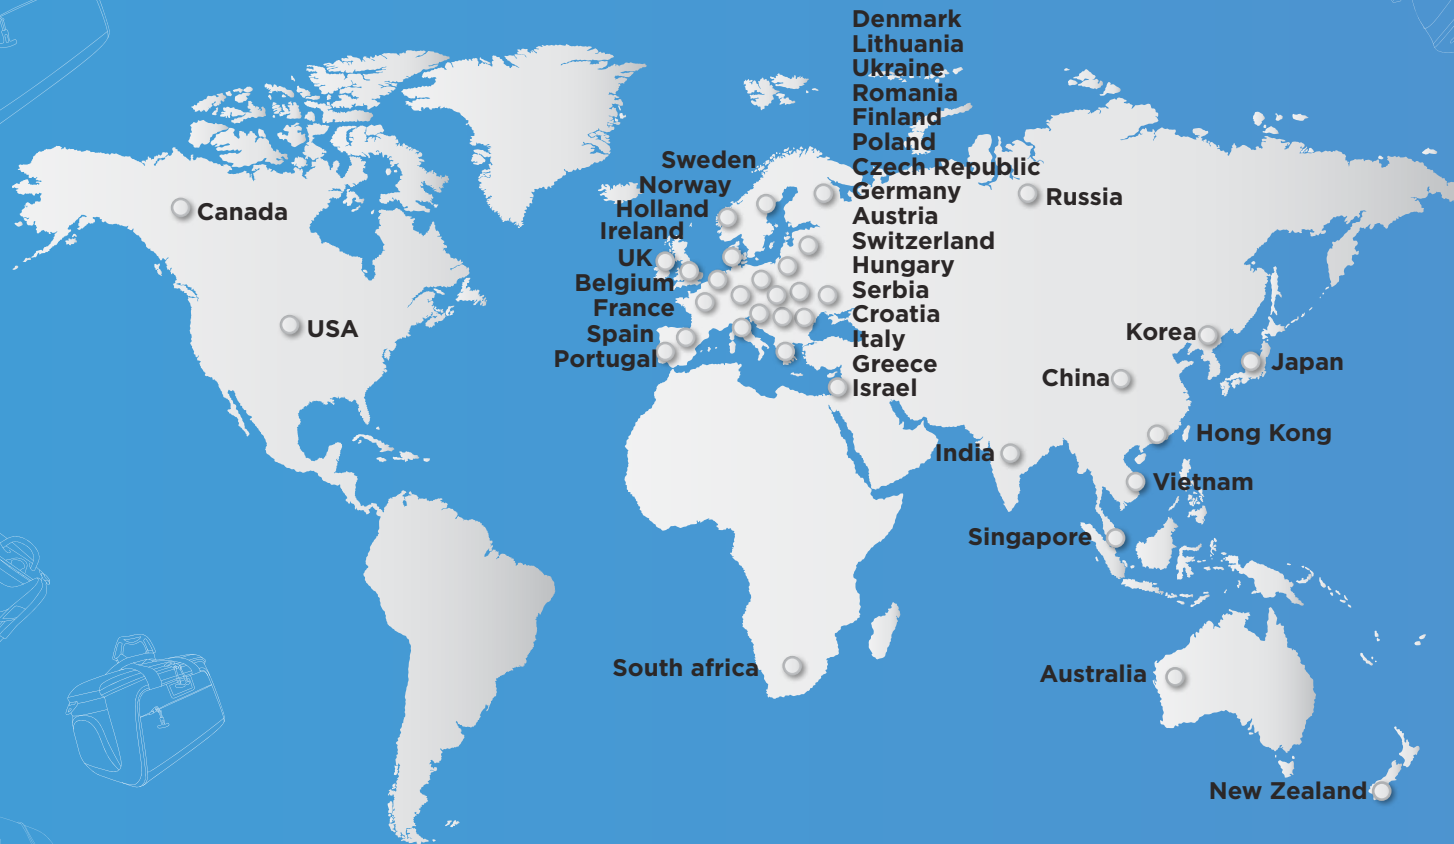 Denmark
Lithuania
Ukraine
Romania
Finland
Poland
Czech Republic
Germany
Austria
Switzerland
Hungary
Serbia
Croatia
Italy
Greece
Israel
Sweden
Norway
Holland
Ireland
UK
Belgium
France
Spain
Portugal
Canada
USA
Russia
Korea
Japan
China
Hong Kong
India
Vietnam
Singapore
South africa
Australia
New Zealand